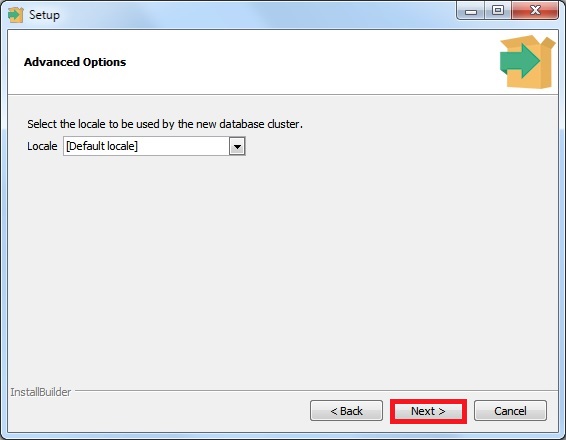 Setup
Advanced Options
Select the locale to be used by the new database cluster.
Locale [Default locale]
InstallBuilder
< Back Next > Cancel